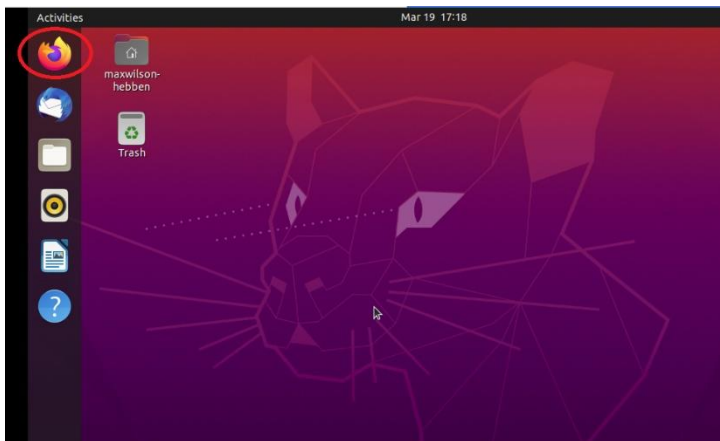 Activities
Mar 19 17:18
maxwilson-
hebben
Trash
?